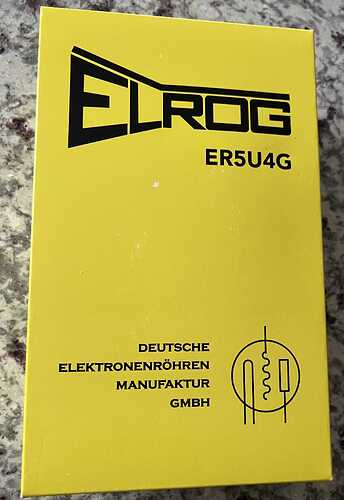 ELROG
ER5U4G
DEUTSCHE
ELEKTRONENRÖHREN
MANUFAKTUR
GMBH